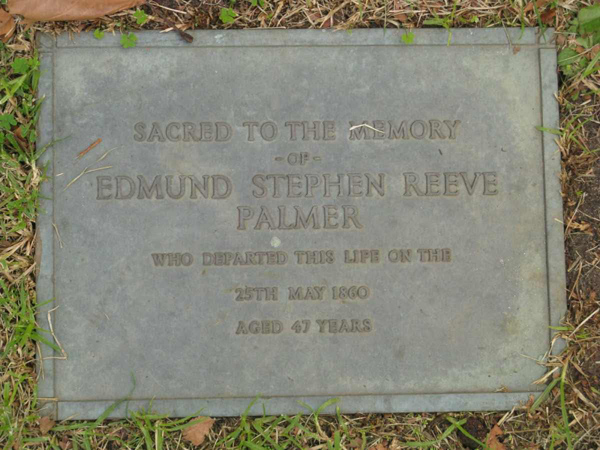 SACRED TO THE MEMORY
- OF -
EDMUND STEPHEN REEVE
PALMER
WHO DEPARTED THIS LIFE ON THE
25TH MAY 1860
AGED 47 YEARS